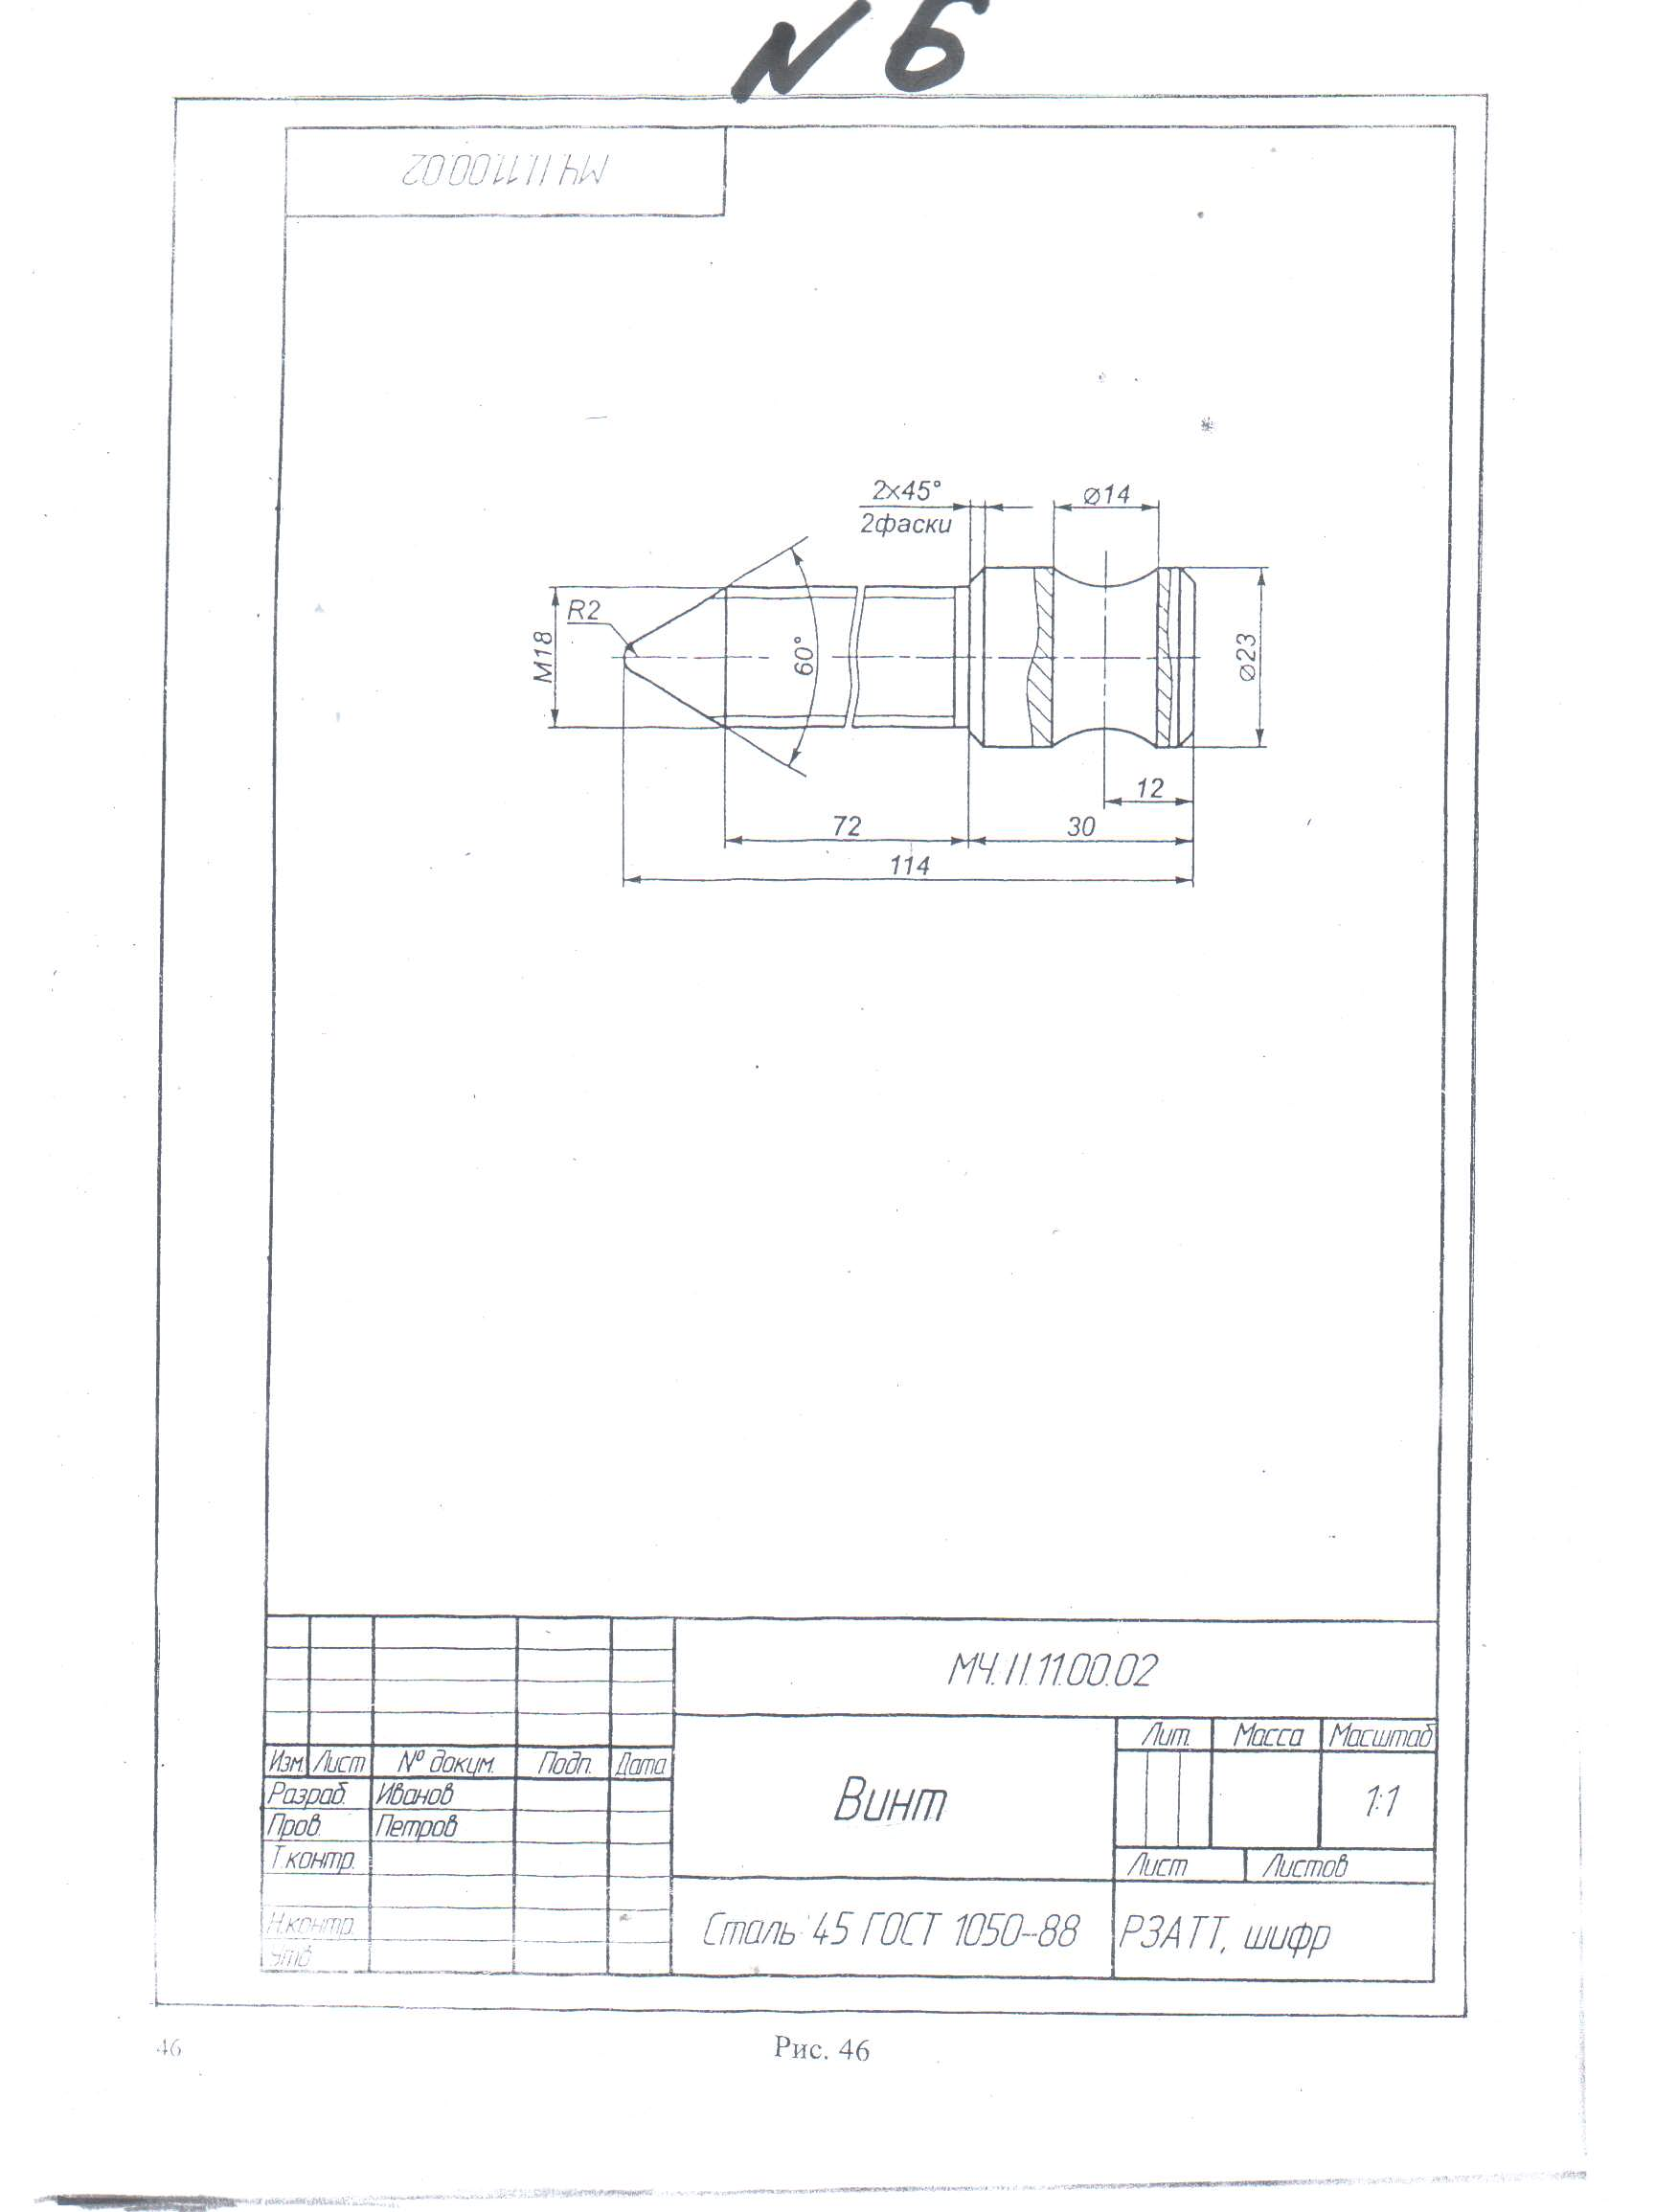 N6
МЧ.II.11.00.02
2x45°
2фаски
⌀14
R2
M18
60°
⌀23
12
72
30
114
МЧ.II.11.00.02
Лит. Масса Масштаб
Изм. Лист № докум. Подп. Дата
Разраб. Иванов
Пров. Петров
Т.контр.
Н.контр.
Утв.
Винт
1:1
Лист Листов
Сталь 45 ГОСТ 1050-88
РЗАТТ, шифр
46
Рис. 46